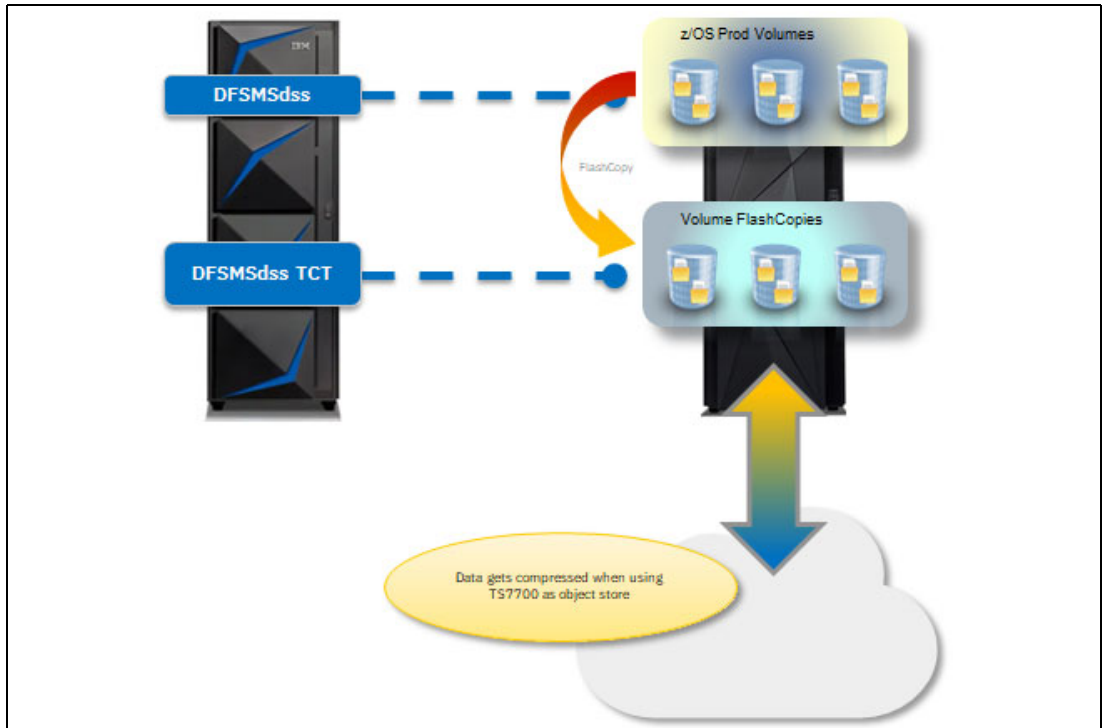 IBM
z/OS Prod Volumes
DFSMSdss
FlashCopy
Volume FlashCopies
DFSMSdss TCT
Data gets compressed when using
TS7700 as object store